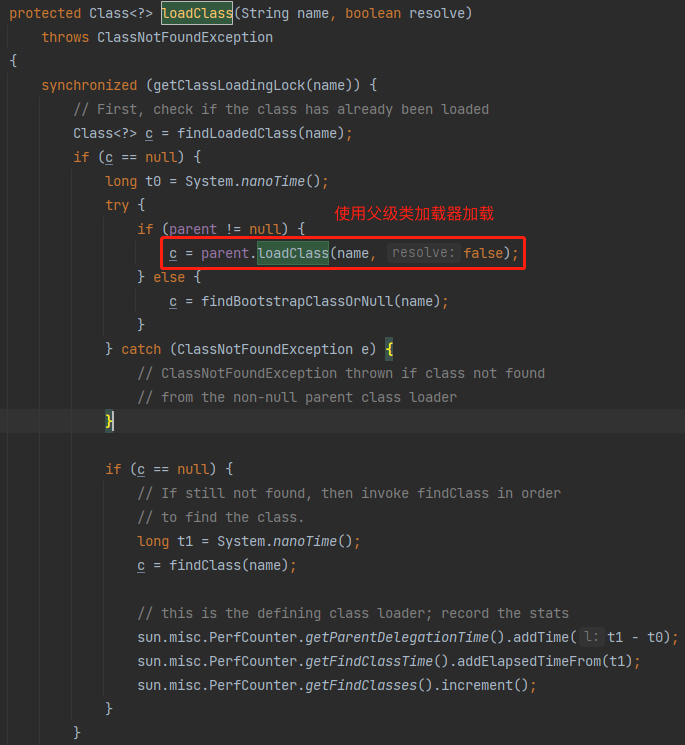 protected Class<?> loadClass(String name, boolean resolve)
    throws ClassNotFoundException
{
    synchronized (getClassLoadingLock(name)) {
        // First, check if the class has already been loaded
        Class<?> c = findLoadedClass(name);
        if (c == null) {
            long t0 = System.nanoTime();
            try {
使用父级类加载器加载
                if (parent != null) {
                    c = parent.loadClass(name, resolve: false);
                } else {
                    c = findBootstrapClassOrNull(name);
                }
            } catch (ClassNotFoundException e) {
                // ClassNotFoundException thrown if class not found
                // from the non-null parent class loader
            }
            if (c == null) {
                // If still not found, then invoke findClass in order
                // to find the class.
                long t1 = System.nanoTime();
                c = findClass(name);
                // this is the defining class loader; record the stats
                sun.misc.PerfCounter.getParentDelegationTime().addTime( l: t1 - t0);
                sun.misc.PerfCounter.getFindClassTime().addElapsedTimeFrom(t1);
                sun.misc.PerfCounter.getFindClasses().increment();
            }
        }